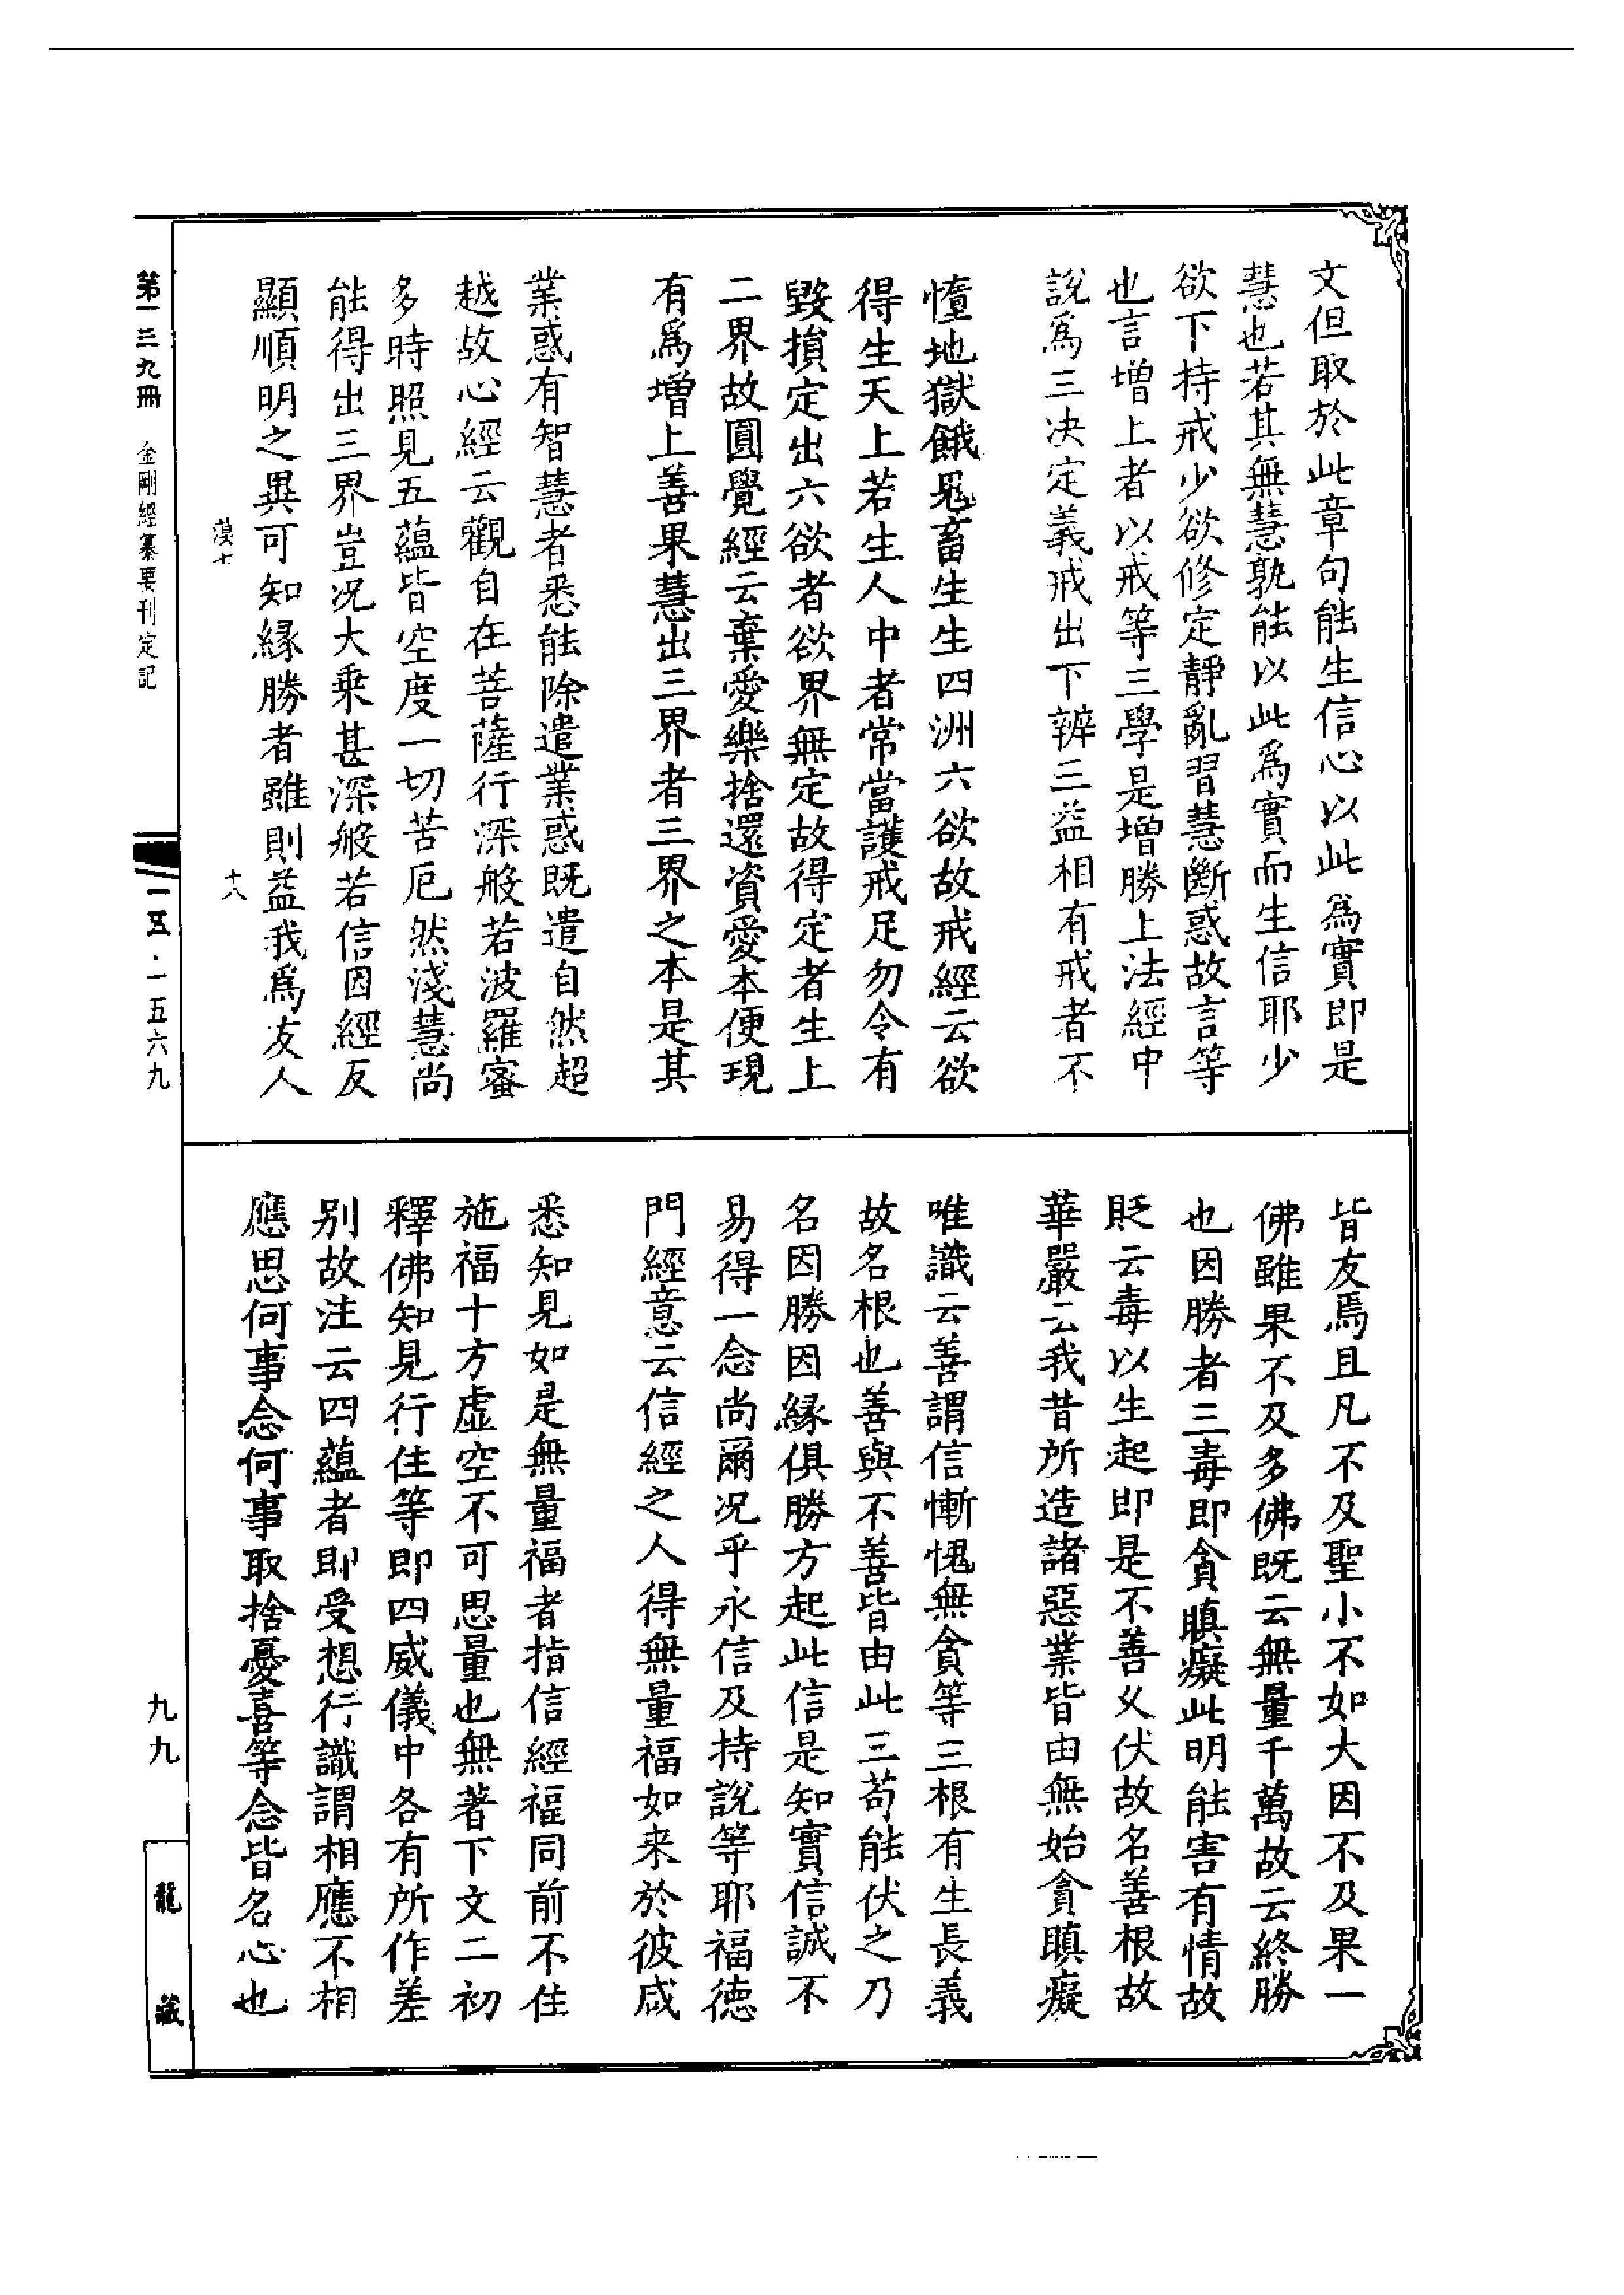 文但取於此章句能生信心以此為實即是
慧也若其無慧孰能以此為實而生信耶少
欲下持戒少欲修定靜亂習慧斷惑故言等
也言增上者以戒等三學是增勝上法經中
說為三决定義戒出下辨三益相有戒者不
墮地獄餓鬼畜生生四洲六欲故戒經云欲
得生天上若生人中者常當護戒足勿令有
毀損定出六欲者欲界無定故得定者生上
二界故圓覺經云棄愛樂捨還資愛本便現
有為增上善果慧出三界者三界之本是其
業惑有智慧者悉能除遣業惑既遣自然超
越故心經云觀自在菩薩行深般若波羅蜜
多時照見五蘊皆空度一切苦厄然淺慧尚
能得出三界豈况大乘甚深般若信因經反
顯順明之異可知緣勝者雖則益我為友人
皆友焉且凡不及聖小不如大因不及果一
佛雖果不及多佛既云無量千萬故云終勝
也因勝者三毒即貪瞋癡此明能害有情故
貶云毒以生起即是不善义伏故名善根故
華嚴云我昔所造諸惡業皆由無始貪瞋癡
唯識云善謂信慚愧無貪等三根有生長義
故名根也善與不善皆由此三苟能伏之乃
名因勝因緣俱勝方起此信是知實信誠不
易得一念尚爾况乎永信及持說等耶福德
門經意云信經之人得無量福如来於彼咸
悉知見如是無量福者指信經福同前不住
施福十方虛空不可思量也無著下文二初
釋佛知見行住等即四威儀中各有所作差
别故注云四蘊者即受想行識謂相應不相
應思何事念何事取捨憂喜等念皆名心也
第一三九冊 金剛經纂要刊定記
一五五·一五六九
九九
龍藏
漠七
十八